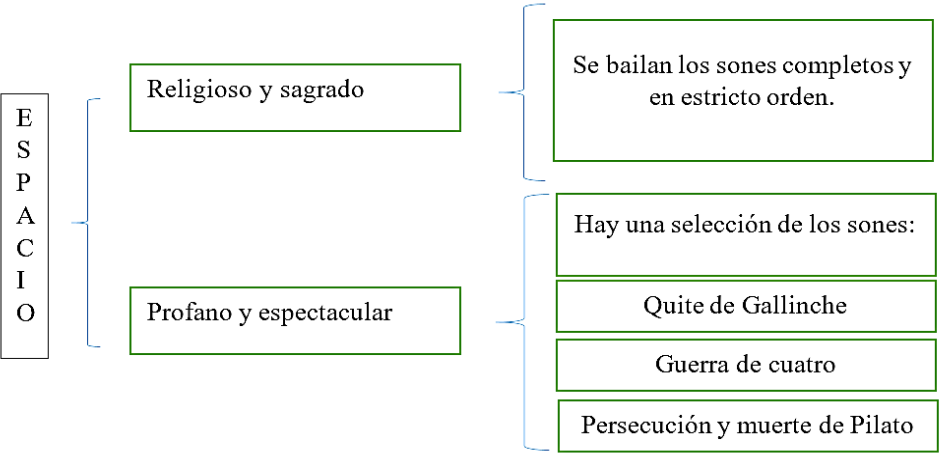 ESPACIO
Religioso y sagrado
Se bailan los sones completos y
en estricto orden.
Profano y espectacular
Hay una selección de los sones:
Quite de Gallinche
Guerra de cuatro
Persecución y muerte de Pilato